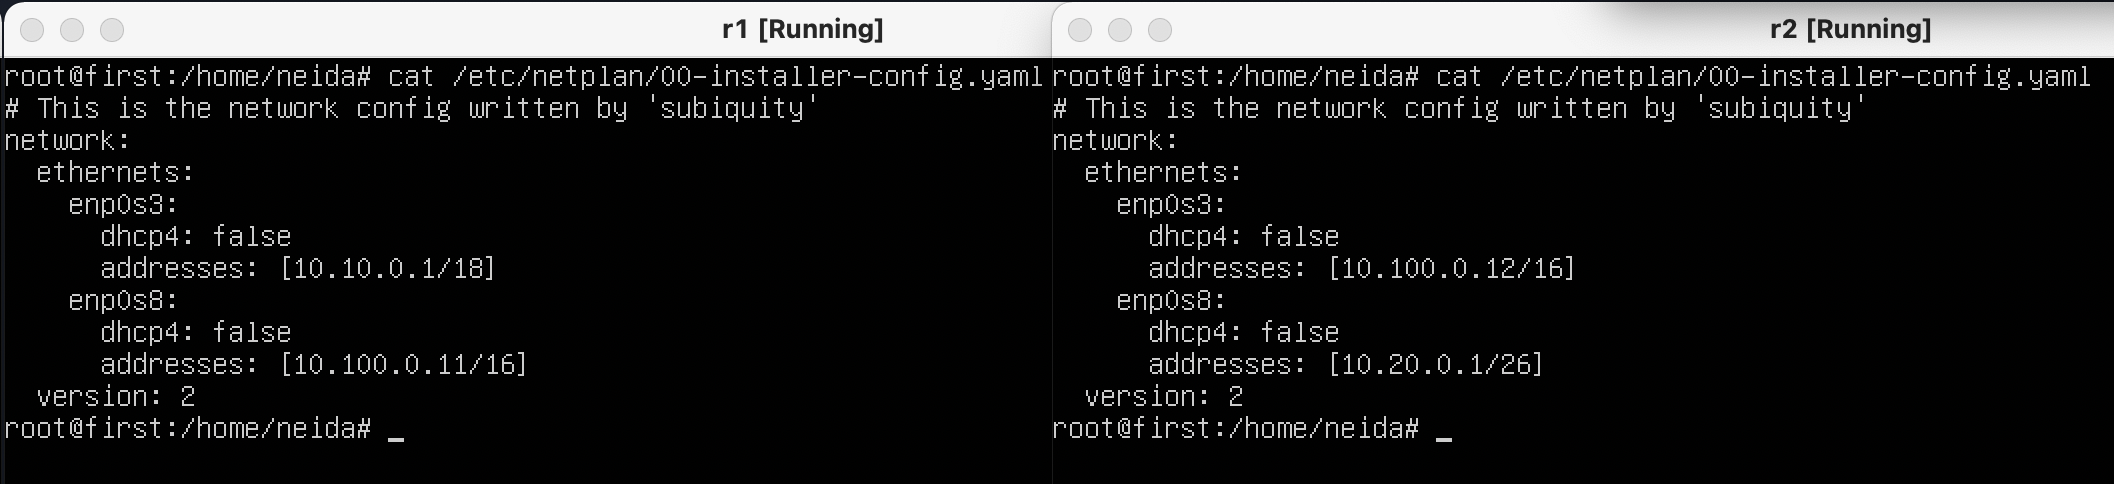 r1 [Running]
root@first:/home/neida# cat /etc/netplan/00-installer-config.yaml
# This is the network config written by 'subiquity'
network:
  ethernets:
    enp0s3:
      dhcp4: false
      addresses: [10.10.0.1/18]
    enp0s8:
      dhcp4: false
      addresses: [10.100.0.11/16]
  version: 2
root@first:/home/neida# _
r2 [Running]
root@first:/home/neida# cat /etc/netplan/00-installer-config.yaml
# This is the network config written by 'subiquity'
network:
  ethernets:
    enp0s3:
      dhcp4: false
      addresses: [10.100.0.12/16]
    enp0s8:
      dhcp4: false
      addresses: [10.20.0.1/26]
  version: 2
root@first:/home/neida# _